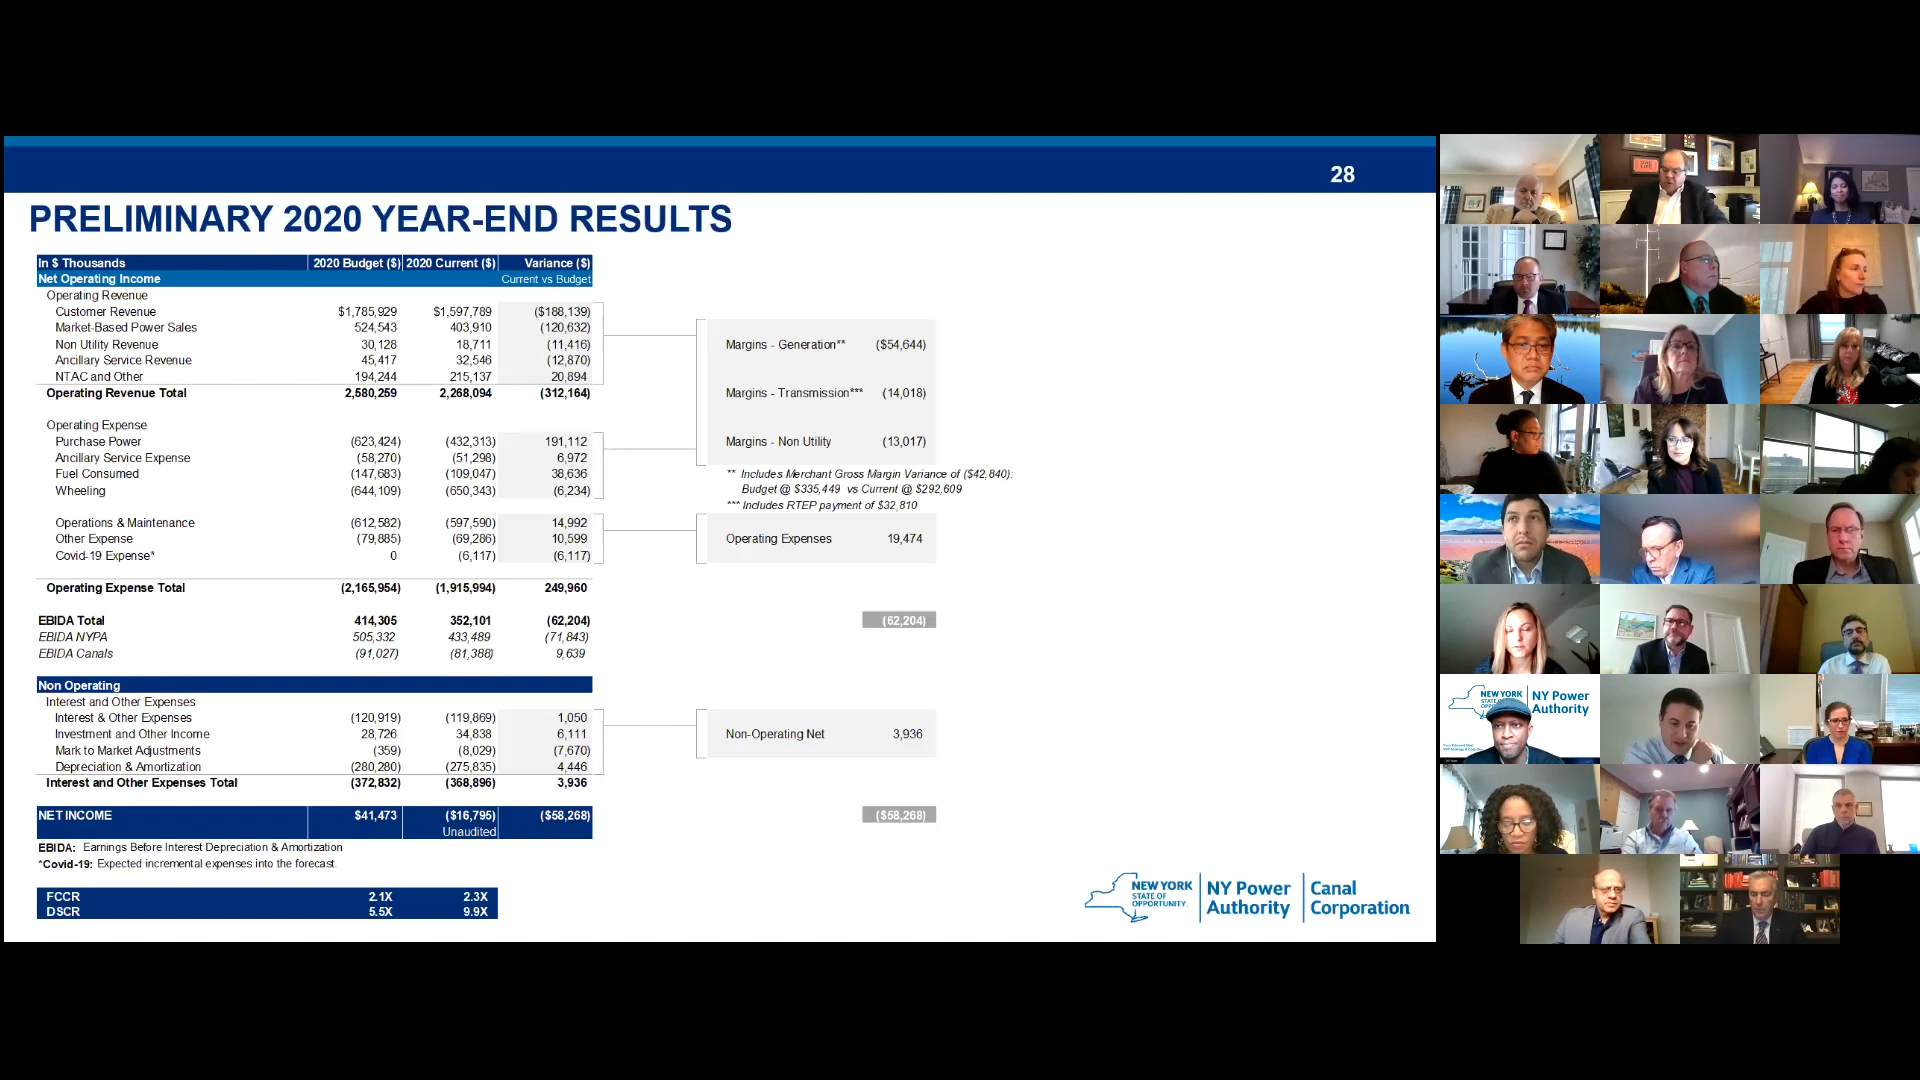 28
PRELIMINARY 2020 YEAR-END RESULTS
In $ Thousands 2020 Budget ($) 2020 Current ($) Variance ($)
Net Operating Income Current vs Budget
Operating Revenue
Customer Revenue $1,785,929 $1,597,789 ($188,139)
Market-Based Power Sales 524,543 403,910 (120,632)
Non Utility Revenue 30,128 18,711 (11,416)
Ancillary Service Revenue 45,417 32,546 (12,870)
NTAC and Other 194,244 215,137 20,894
Operating Revenue Total 2,580,259 2,268,094 (312,164)
Operating Expense
Purchase Power (623,424) (432,313) 191,112
Ancillary Service Expense (58,270) (51,298) 6,972
Fuel Consumed (147,683) (109,047) 38,636
Wheeling (644,109) (650,343) (6,234)
Operations & Maintenance (612,582) (597,590) 14,992
Other Expense (79,885) (69,286) 10,599
Covid-19 Expense* 0 (6,117) (6,117)
Operating Expense Total (2,165,954) (1,915,994) 249,960
EBIDA Total 414,305 352,101 (62,204)
EBIDA NYPA 505,332 433,489 (71,843)
EBIDA Canals (91,027) (81,388) 9,639
Non Operating
Interest and Other Expenses
Interest & Other Expenses (120,919) (119,869) 1,050
Investment and Other Income 28,726 34,838 6,111
Mark to Market Adjustments (359) (8,029) (7,670)
Depreciation & Amortization (280,280) (275,835) 4,446
Interest and Other Expenses Total (372,832) (368,896) 3,936
NET INCOME $41,473 ($16,795) ($58,268)
Unaudited
EBIDA: Earnings Before Interest Depreciation & Amortization
*Covid-19: Expected incremental expenses into the forecast.
FCCR 2.1X 2.3X
DSCR 5.5X 9.9X
Margins - Generation** ($54,644)
Margins - Transmission*** (14,018)
Margins - Non Utility (13,017)
** Includes Merchant Gross Margin Variance of ($42,840):
Budget @ $335,449 vs Current @ $292,609
*** Includes RTEP payment of $32,810
Operating Expenses 19,474
(62,204)
Non-Operating Net 3,936
($58,268)
NEW YORK
STATE OF
OPPORTUNITY.
NY Power
Authority
Canal
Corporation
NEW YORK
NY Power
Authority